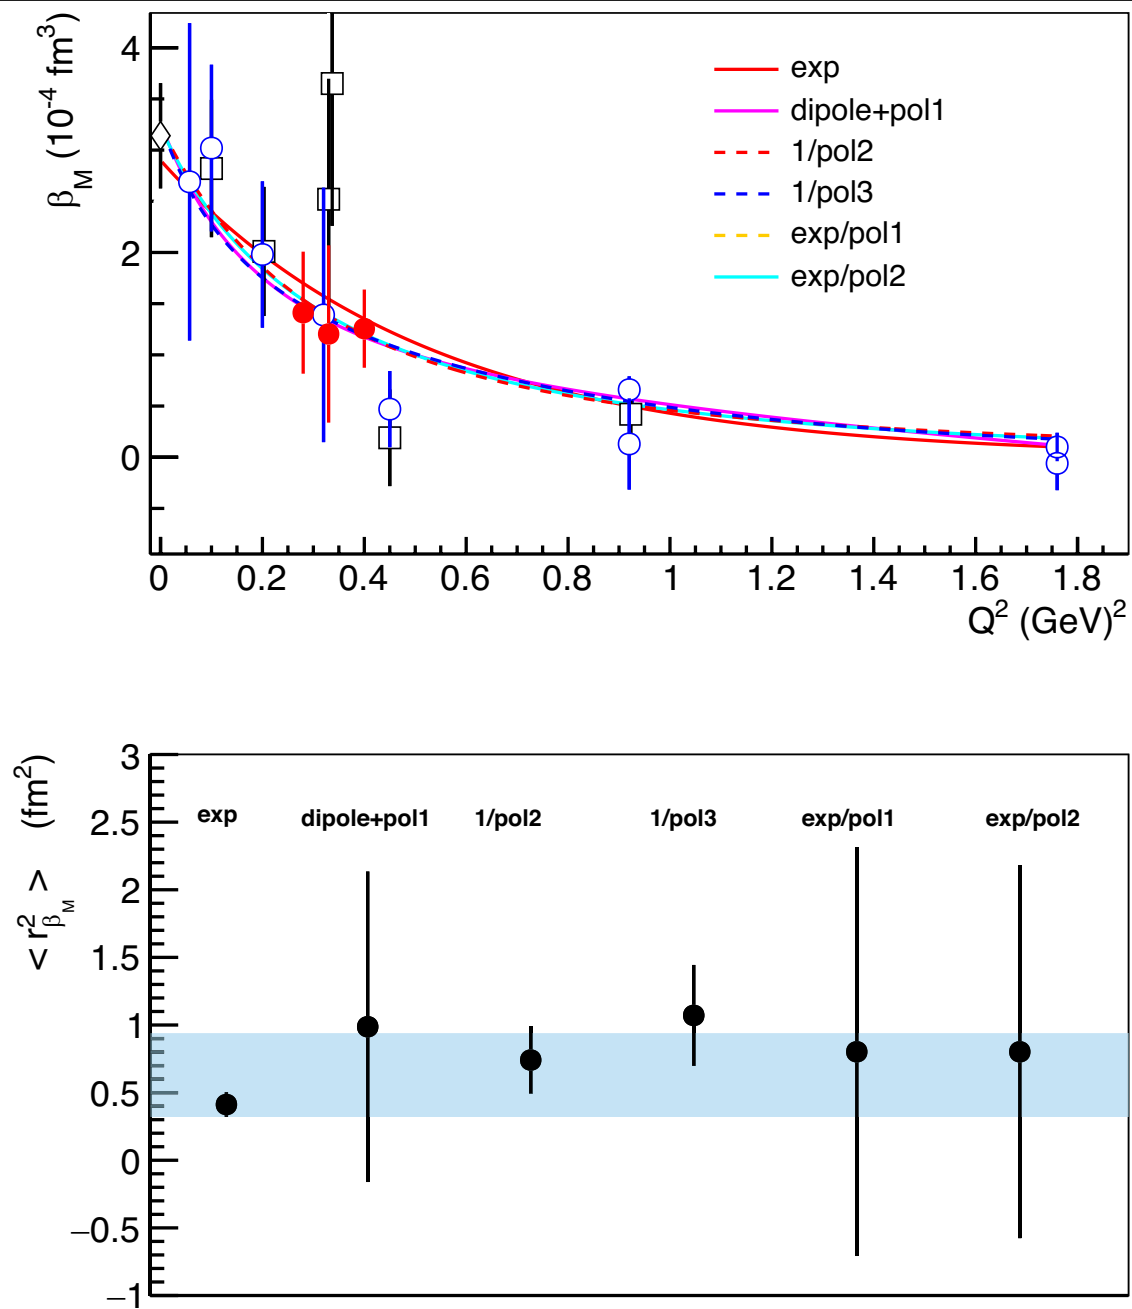 β_M (10^-4 fm^3)
4
2
0
exp
dipole+pol1
1/pol2
1/pol3
exp/pol1
exp/pol2
0 0.2 0.4 0.6 0.8 1 1.2 1.4 1.6 1.8
Q^2 (GeV)^2
< r^2_β_M > (fm^2)
3
2.5
2
1.5
1
0.5
0
−0.5
−1
exp dipole+pol1 1/pol2 1/pol3 exp/pol1 exp/pol2